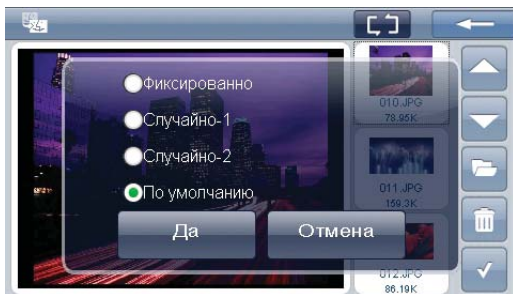 Фиксированно
Случайно-1
Случайно-2
По умолчанию
Да
Отмена
010.JPG
78.95K
011.JPG
169.3K
012.JPG
86.19K